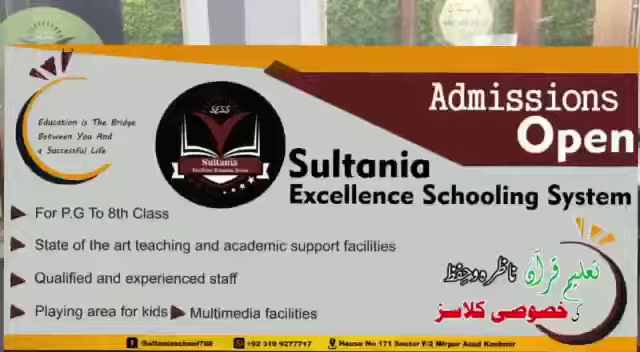 Education is The Bridge
Between You And
a Successful Life
SESS
Sultania
Admissions
Open
Sultania
Excellence Schooling System
For P.G To 8th Class
State of the art teaching and academic support facilities
Qualified and experienced staff
Playing area for kids
Multimedia facilities
تعلیم قرآن ناظرہ و حفظ
کی خصوصی کلاسز
/Sultaniaschool786
+92 319 9277717
House No 171 Sector F/2 Mirpur Azad Kashmir